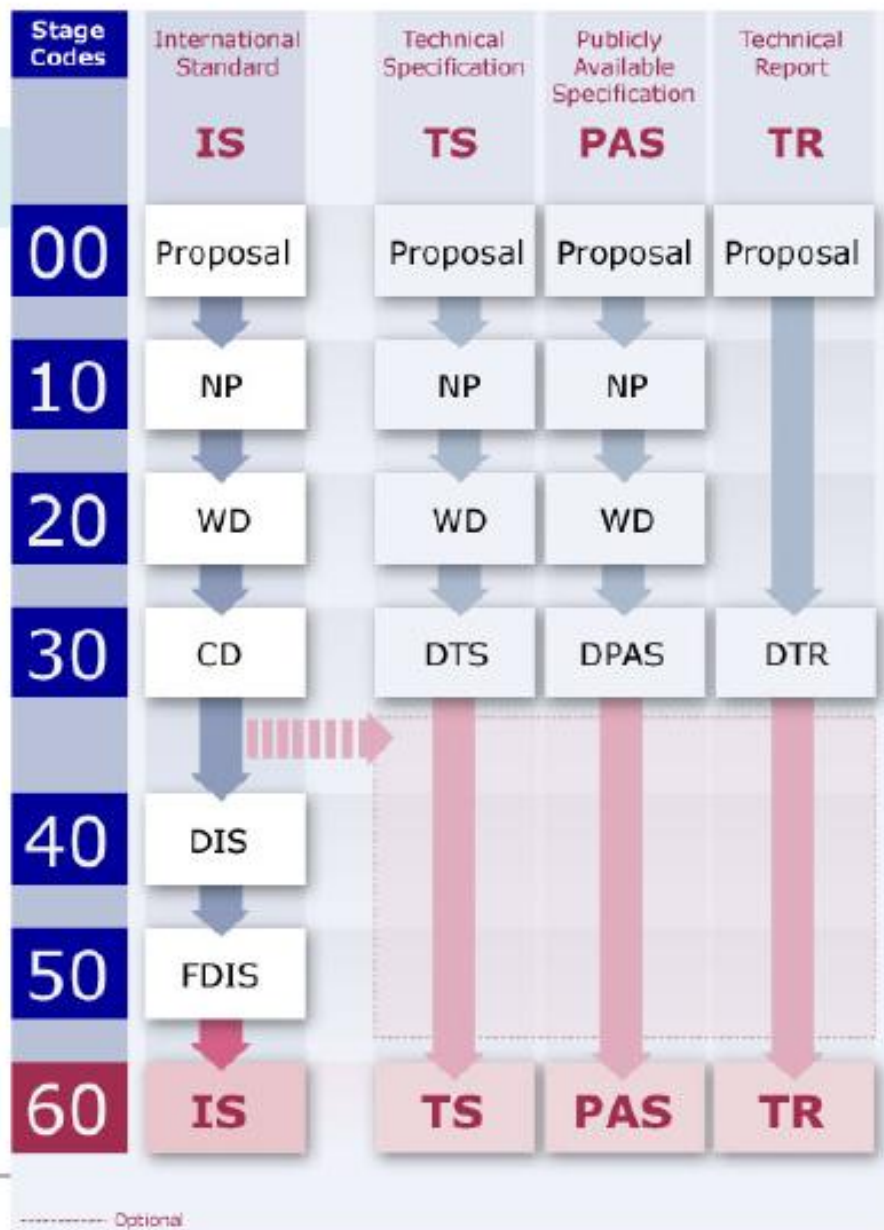 Stage
Codes
International
Standard
IS
Technical
Specification
TS
Publicly
Available
Specification
PAS
Technical
Report
TR
00
Proposal
Proposal
Proposal
Proposal
10
NP
NP
NP
20
WD
WD
WD
30
CD
DTS
DPAS
DTR
40
DIS
50
FDIS
60
IS
TS
PAS
TR
Optional